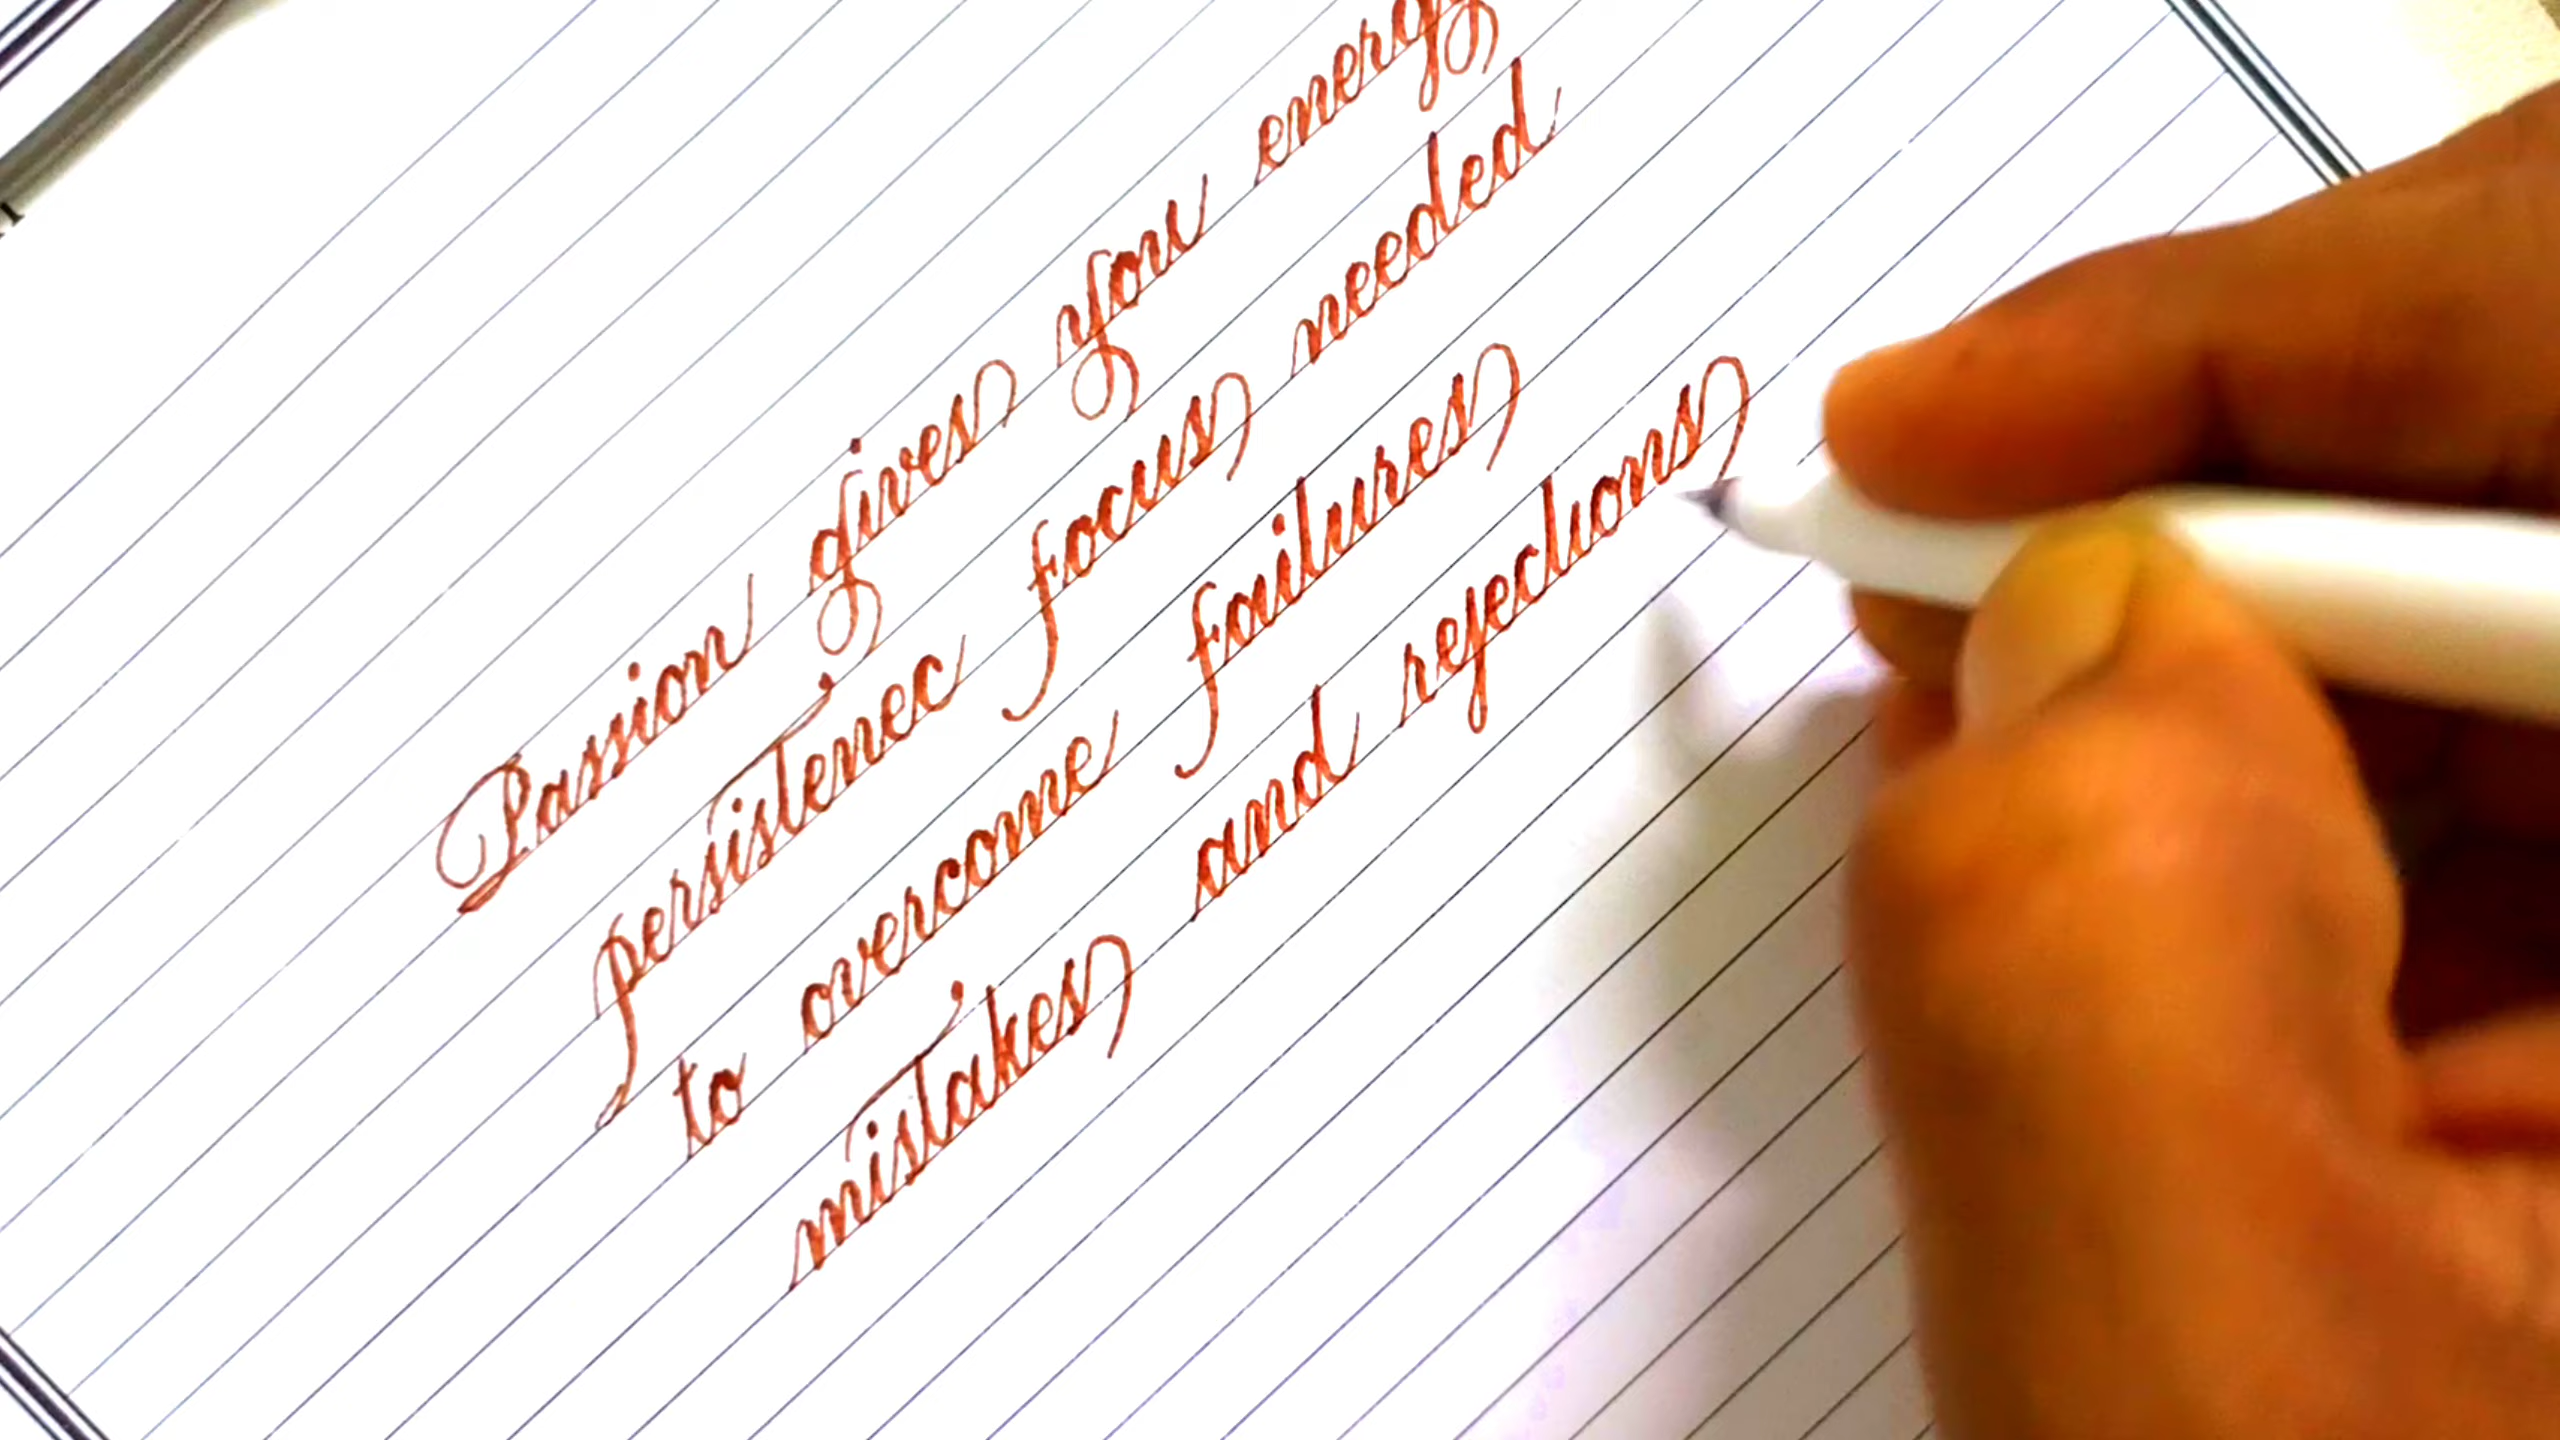 Passion gives you energy
persistenec focus needed
to overcome failures
mistakes and rejections